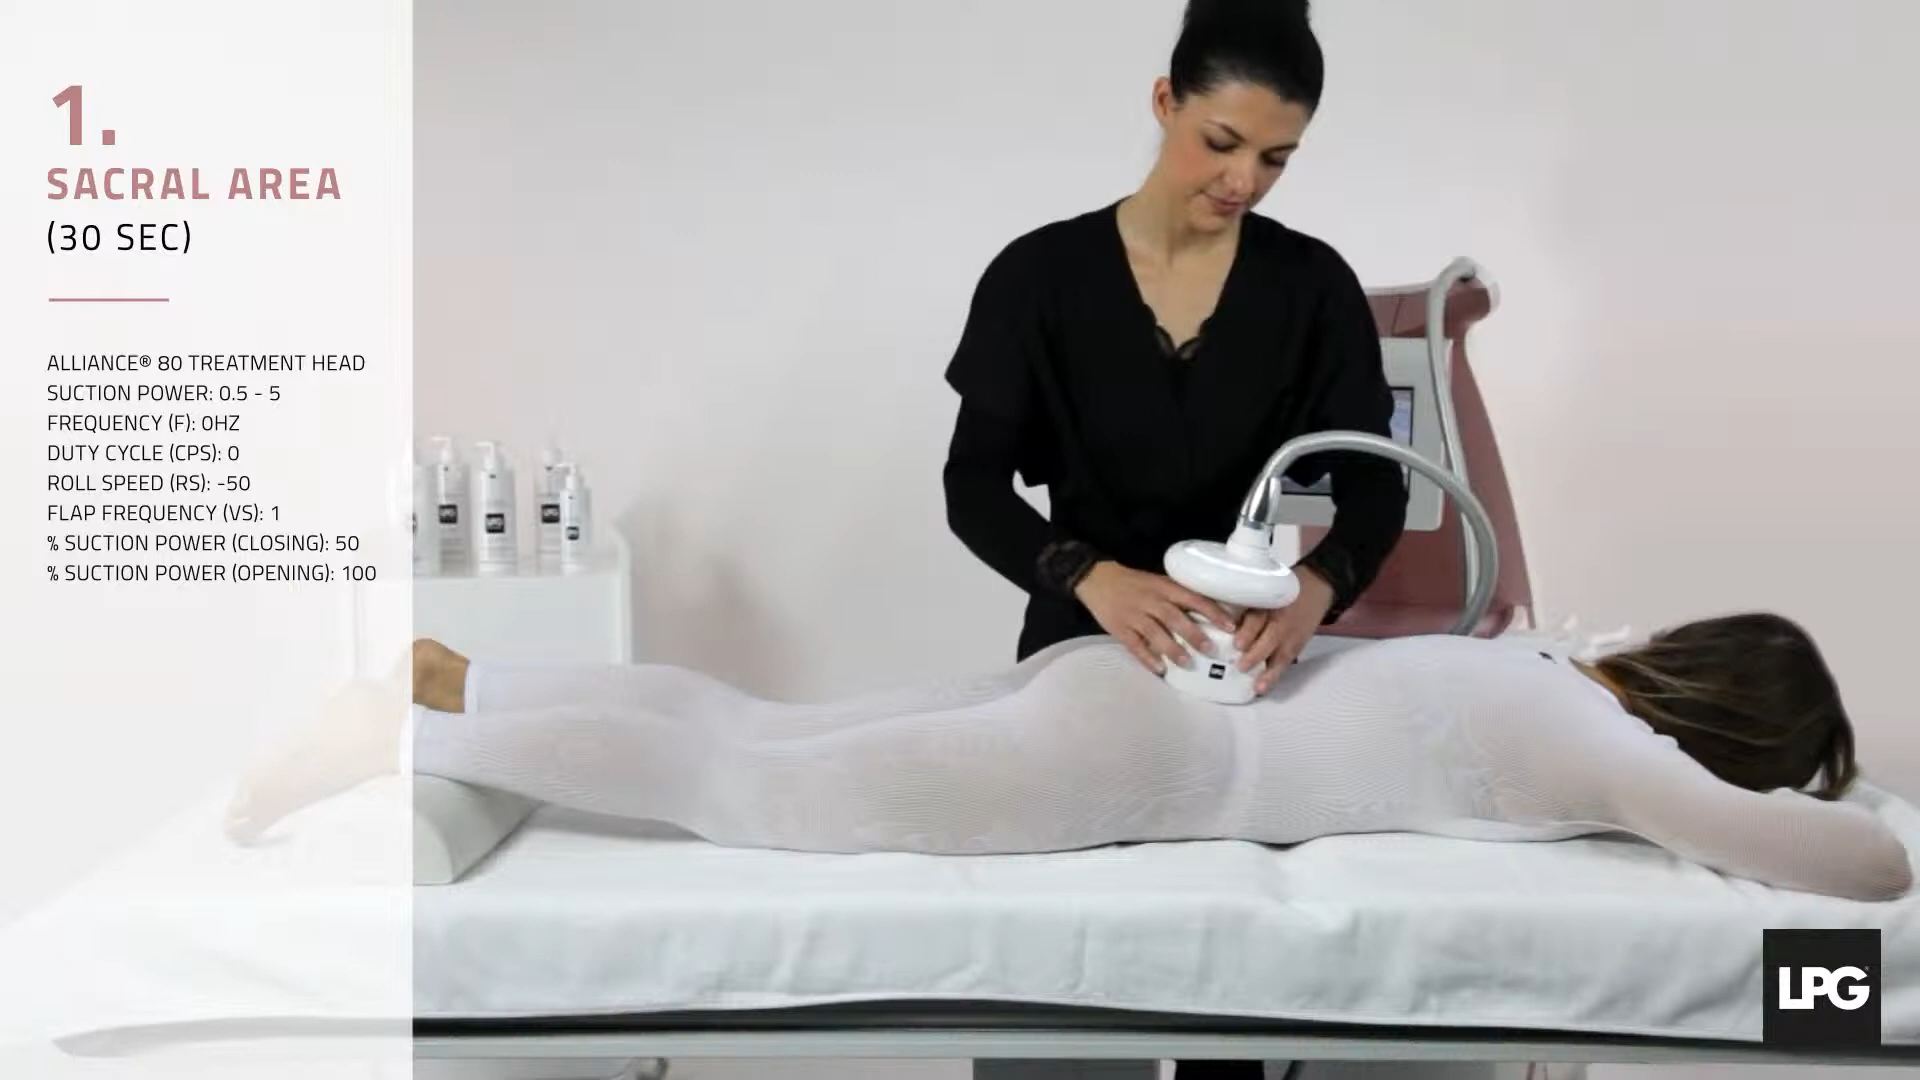 1.
SACRAL AREA
(30 SEC)
ALLIANCE® 80 TREATMENT HEAD
SUCTION POWER: 0.5 - 5
FREQUENCY (F): 0HZ
DUTY CYCLE (CPS): 0
ROLL SPEED (RS): -50
FLAP FREQUENCY (VS): 1
% SUCTION POWER (CLOSING): 50
% SUCTION POWER (OPENING): 100
LPG